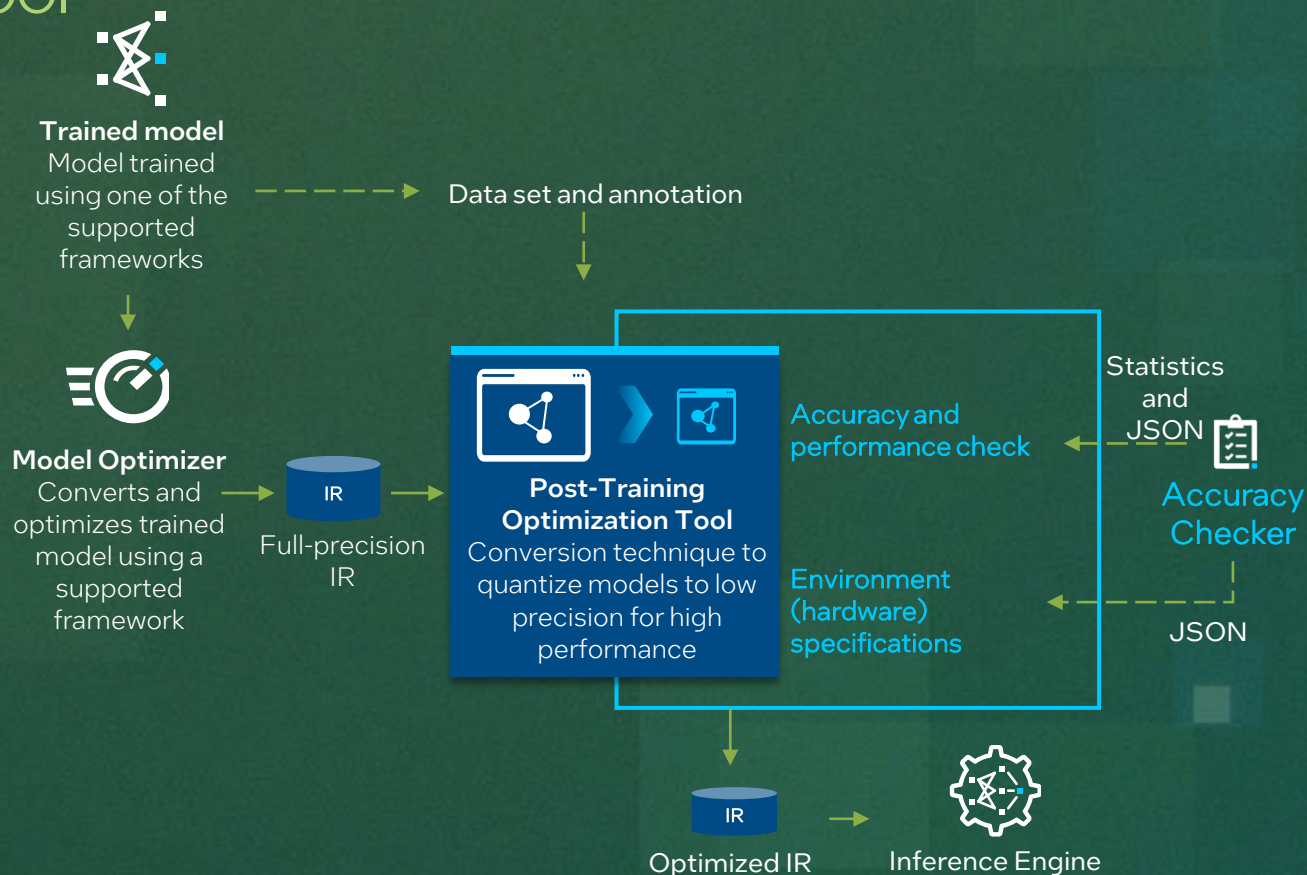 Trained model
Model trained
using one of the
supported
frameworks
Data set and annotation
Model Optimizer
Converts and
optimizes trained
model using a
supported
framework
IR
Full-precision
IR
Post-Training
Optimization Tool
Conversion technique to
quantize models to low
precision for high
performance
Accuracy and
performance check
Environment
(hardware)
specifications
Statistics
and
JSON
Accuracy
Checker
JSON
IR
Optimized IR
Inference Engine